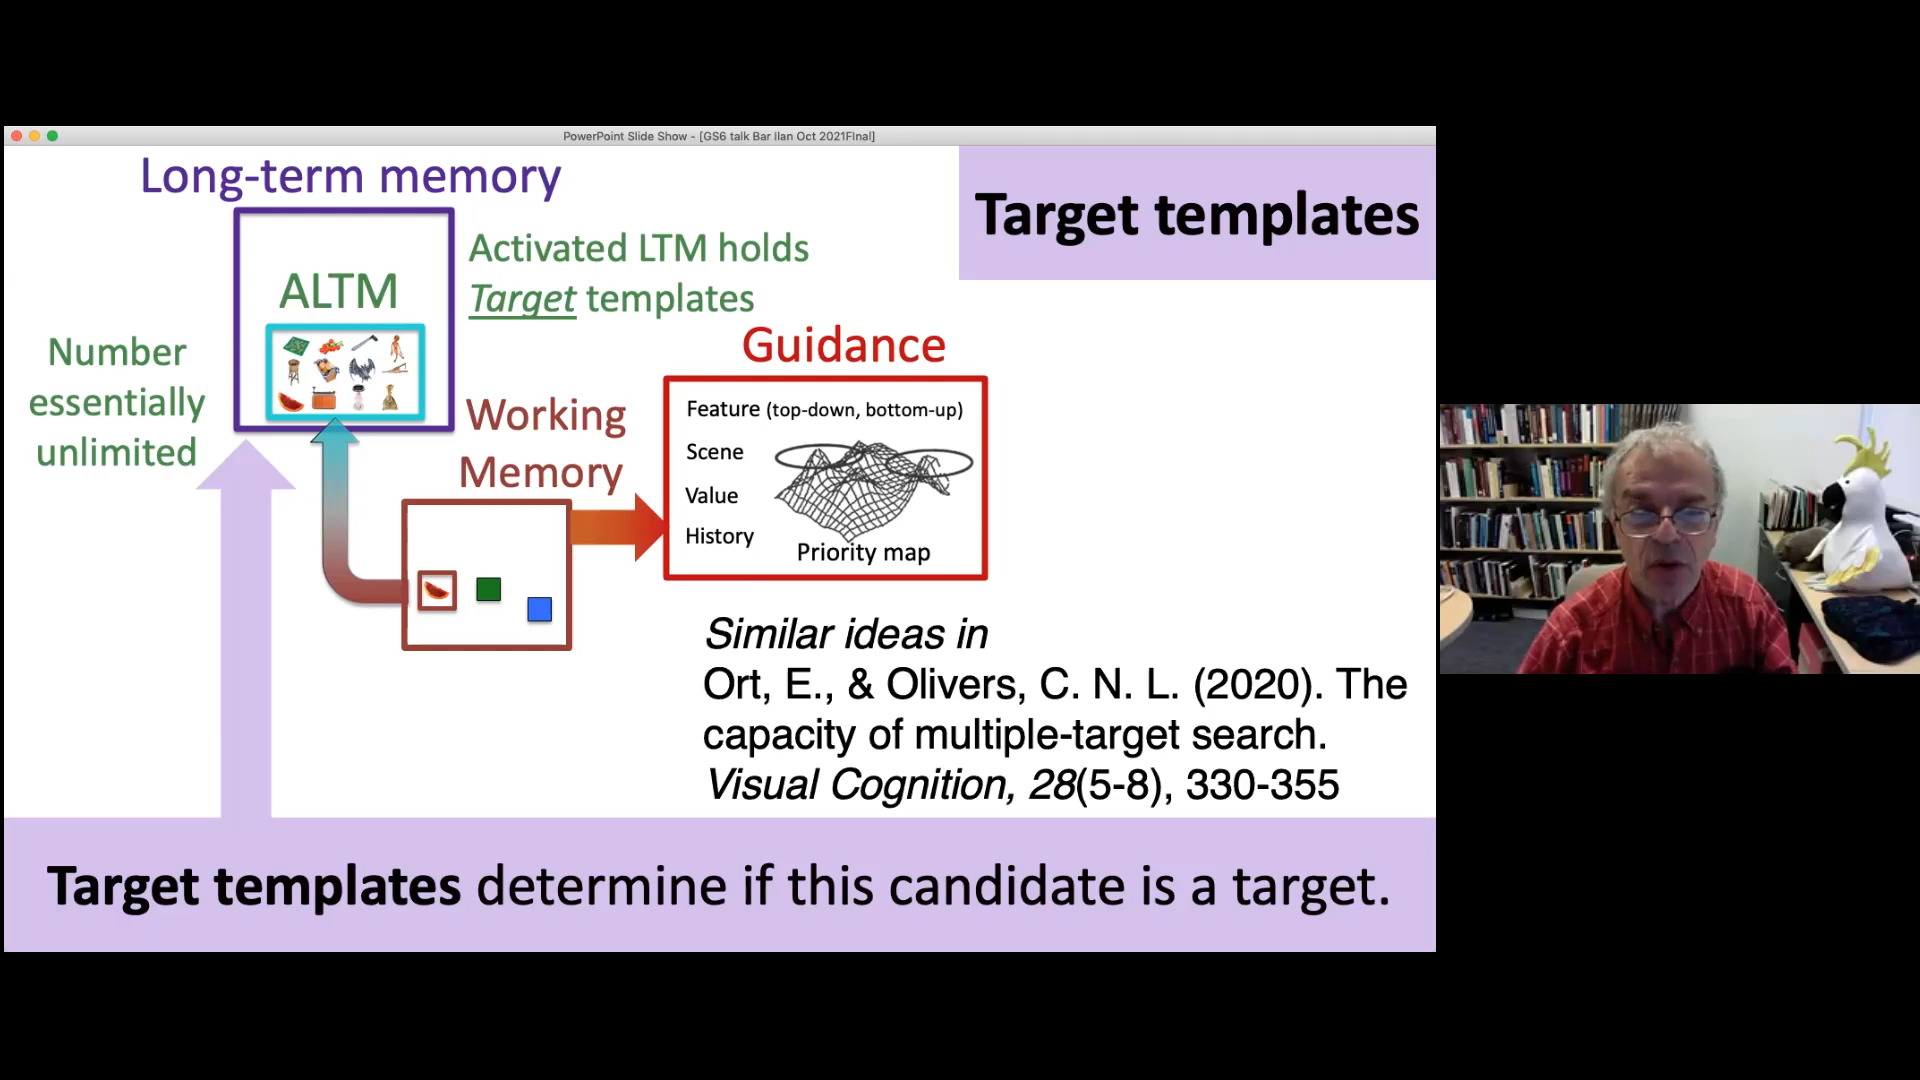 PowerPoint Slide Show - [GS6 talk Bar Ilan Oct 2021FInal]
Long-term memory
Target templates
ALTM
Activated LTM holds
Target templates
Number
essentially
unlimited
Working
Memory
Guidance
Feature (top-down, bottom-up)
Scene
Value
History
Priority map
Similar ideas in
Ort, E., & Olivers, C. N. L. (2020). The
capacity of multiple-target search.
Visual Cognition, 28(5-8), 330-355
Target templates determine if this candidate is a target.